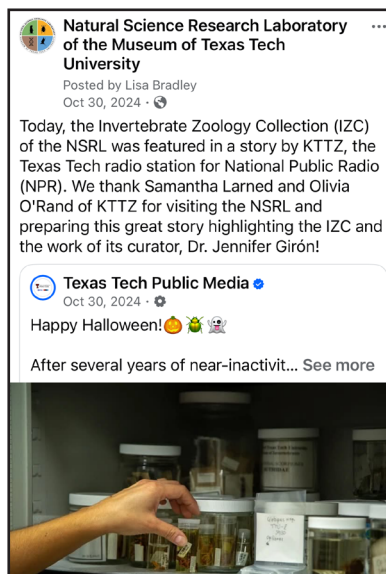 Natural Science Research Laboratory
of the Museum of Texas Tech
University
Posted by Lisa Bradley
Oct 30, 2024 ·
Today, the Invertebrate Zoology Collection (IZC)
of the NSRL was featured in a story by KTTZ, the
Texas Tech radio station for National Public Radio
(NPR). We thank Samantha Larned and Olivia
O'Rand of KTTZ for visiting the NSRL and
preparing this great story highlighting the IZC and
the work of its curator, Dr. Jennifer Girón!
Texas Tech Public Media
Oct 30, 2024 ·
Happy Halloween!🎃🪲👻
After several years of near-inactivit... See more